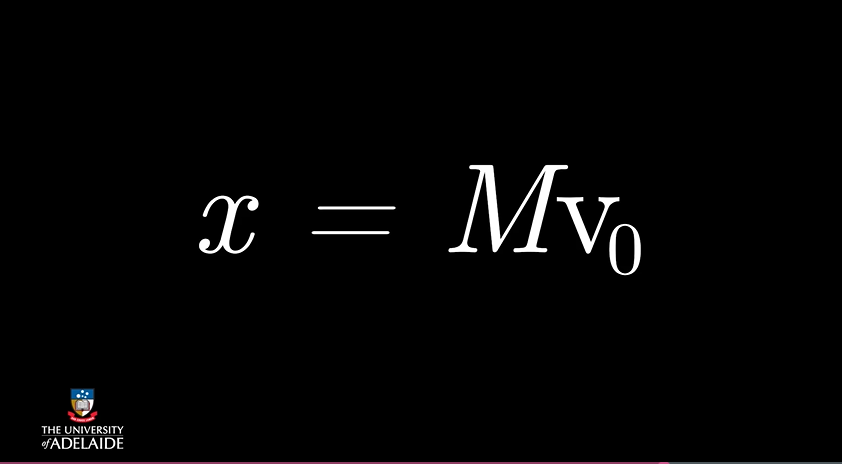 x = Mv₀
THE UNIVERSITY
of ADELAIDE